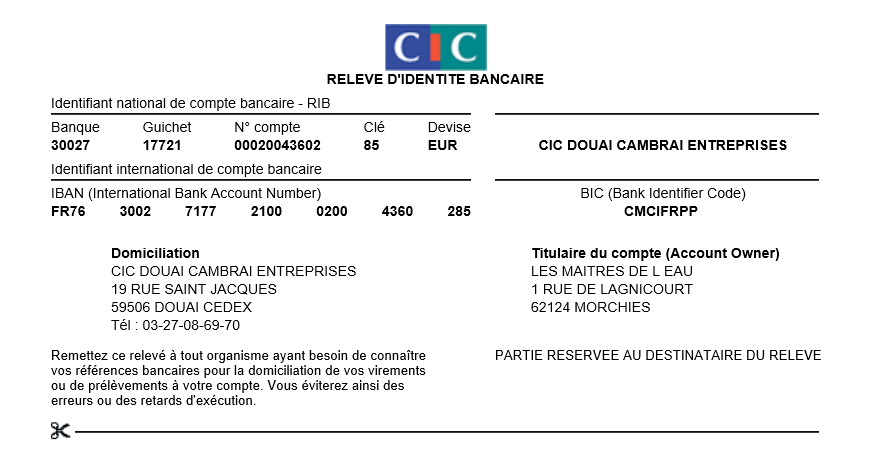 CIC
RELEVE D'IDENTITE BANCAIRE
Identifiant national de compte bancaire - RIB
Banque Guichet N° compte Clé Devise
30027 17721 00020043602 85 EUR
CIC DOUAI CAMBRAI ENTREPRISES
Identifiant international de compte bancaire
IBAN (International Bank Account Number)
FR76 3002 7177 2100 0200 4360 285
BIC (Bank Identifier Code)
CMCIFRPP
Domiciliation
CIC DOUAI CAMBRAI ENTREPRISES
19 RUE SAINT JACQUES
59506 DOUAI CEDEX
Tél : 03-27-08-69-70
Titulaire du compte (Account Owner)
LES MAITRES DE L EAU
1 RUE DE LAGNICOURT
62124 MORCHIES
Remettez ce relevé à tout organisme ayant besoin de connaître
vos références bancaires pour la domiciliation de vos virements
ou de prélèvements à votre compte. Vous éviterez ainsi des
erreurs ou des retards d'exécution.
PARTIE RESERVEE AU DESTINATAIRE DU RELEVE